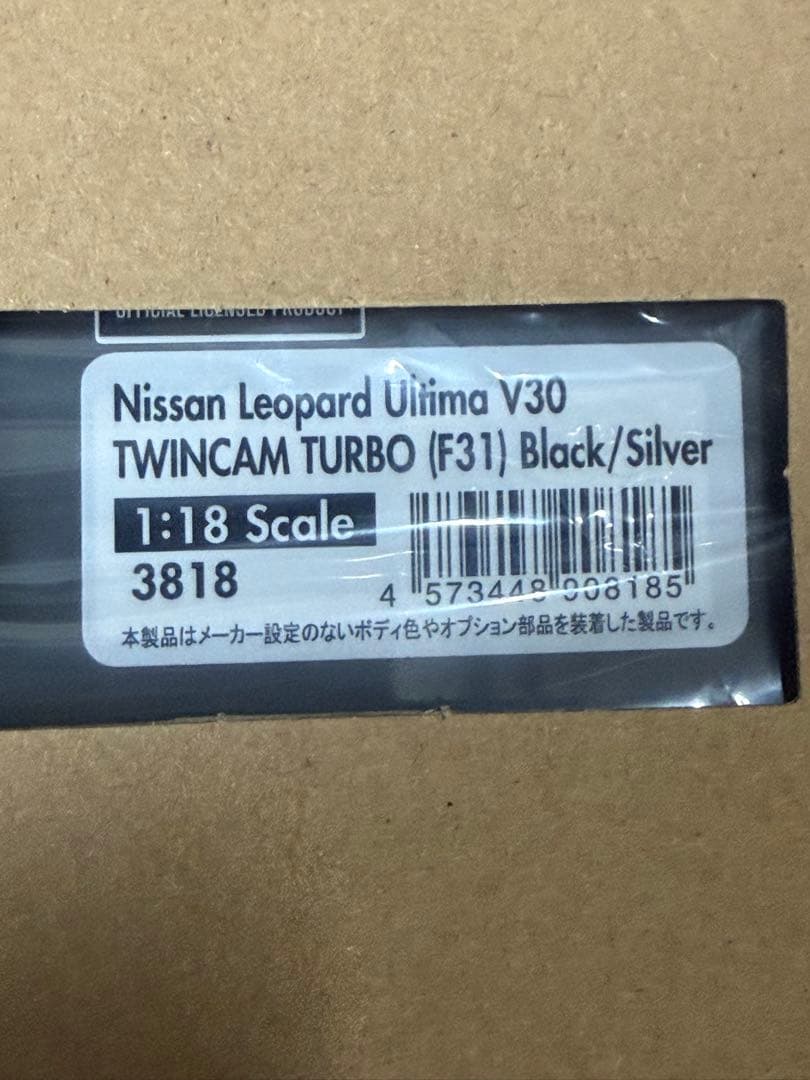 OFFICIAL LICENSED PRODUCT
Nissan Leopard Ultima V30
TWINCAM TURBO (F31) Black/Silver
1:18 Scale
3818
4 573448 908185
本製品はメーカー設定のないボディ色やオプション部品を装着した製品です。